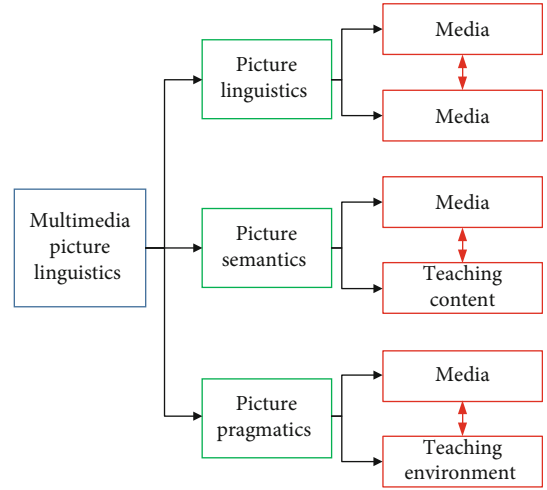 Multimedia
picture
linguistics
Picture
linguistics
Media
Media
Picture
semantics
Media
Teaching
content
Picture
pragmatics
Media
Teaching
environment